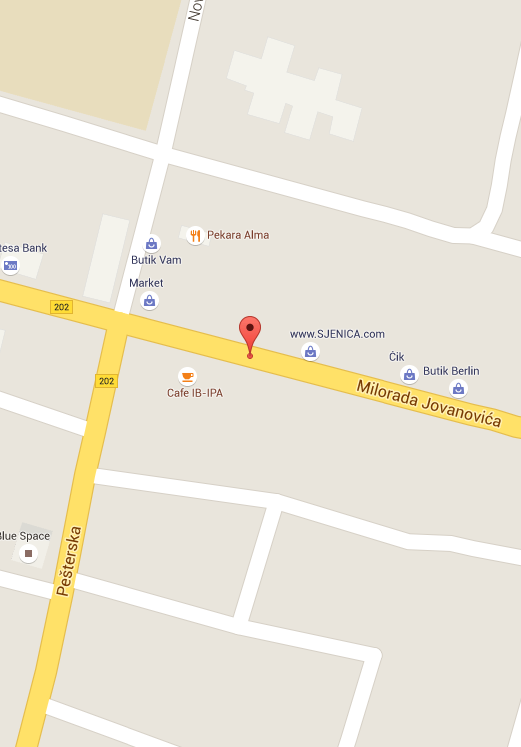 Nov
Pekara Alma
tesa Bank
Butik Vam
Market
202
www.SJENICA.com
Čik
202
Butik Berlin
Cafe IB-IPA
Milorada Jovanovića
Blue Space
Pešterska